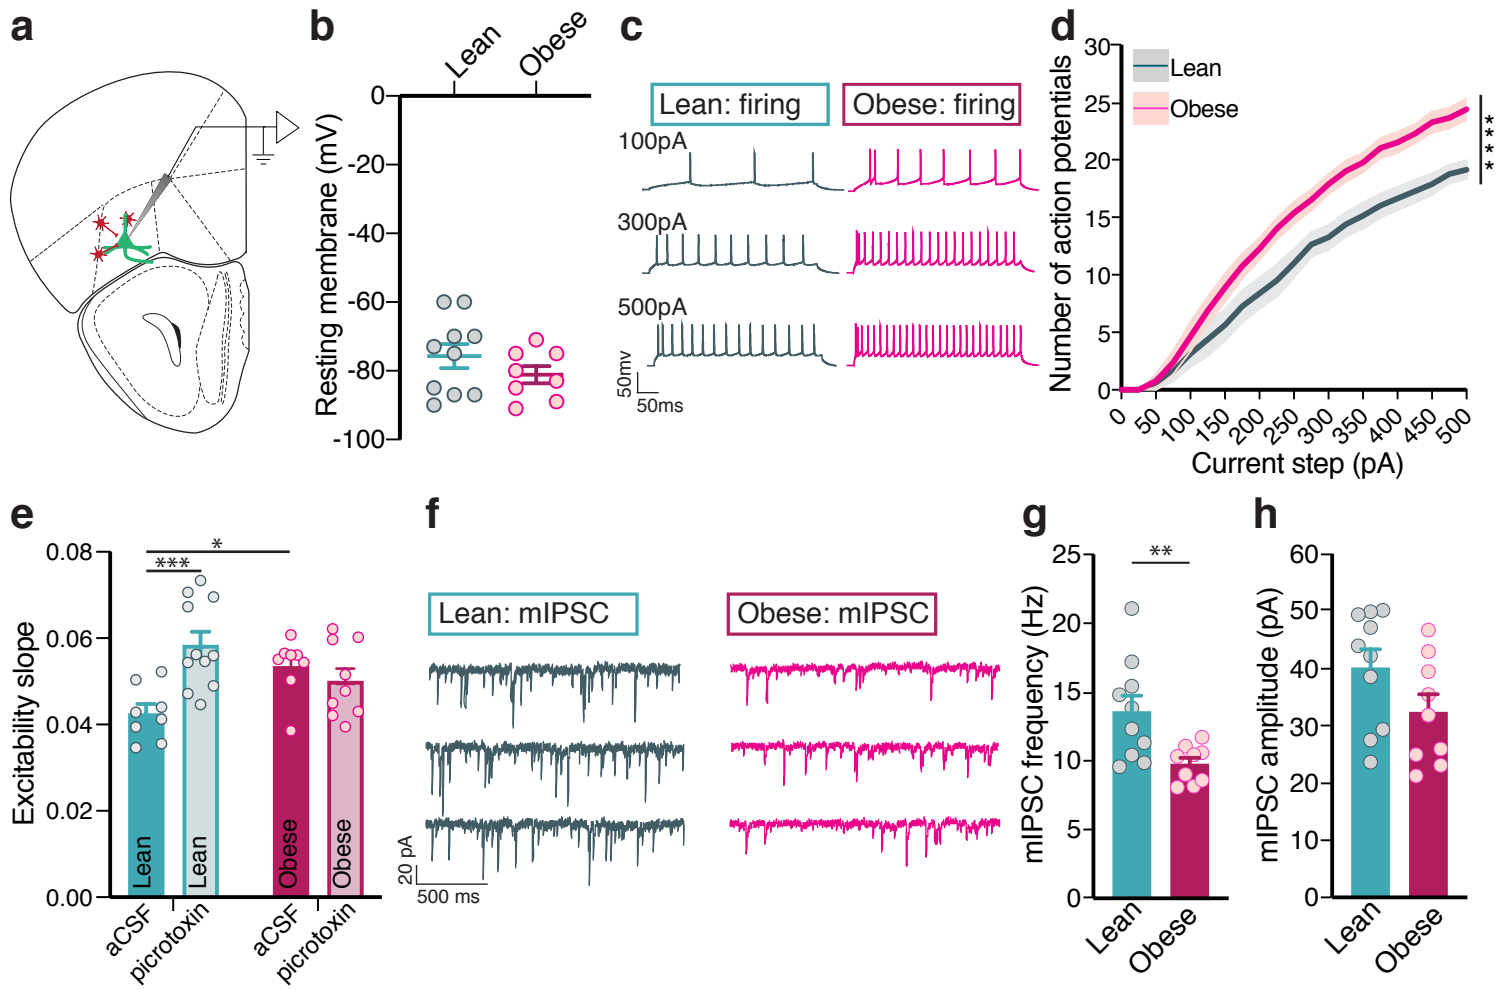 a
b
Lean
Obese
Resting membrane (mV)
0
-20
-40
-60
-80
-100
c
Lean: firing
Obese: firing
100pA
300pA
500pA
50mv
50ms
d
Number of action potentials
30
25
20
15
10
5
0
Lean
Obese
****
0
50
100
150
200
250
300
350
400
450
500
Current step (pA)
e
Excitability slope
0.08
0.06
0.04
0.02
0.00
*
***
Lean
Lean
Obese
Obese
aCSF
picrotoxin
aCSF
picrotoxin
f
Lean: mIPSC
Obese: mIPSC
20 pA
500 ms
g
mIPSC frequency (Hz)
25
20
15
10
5
0
**
Lean
Obese
h
mIPSC amplitude (pA)
60
50
40
30
20
10
0
Lean
Obese